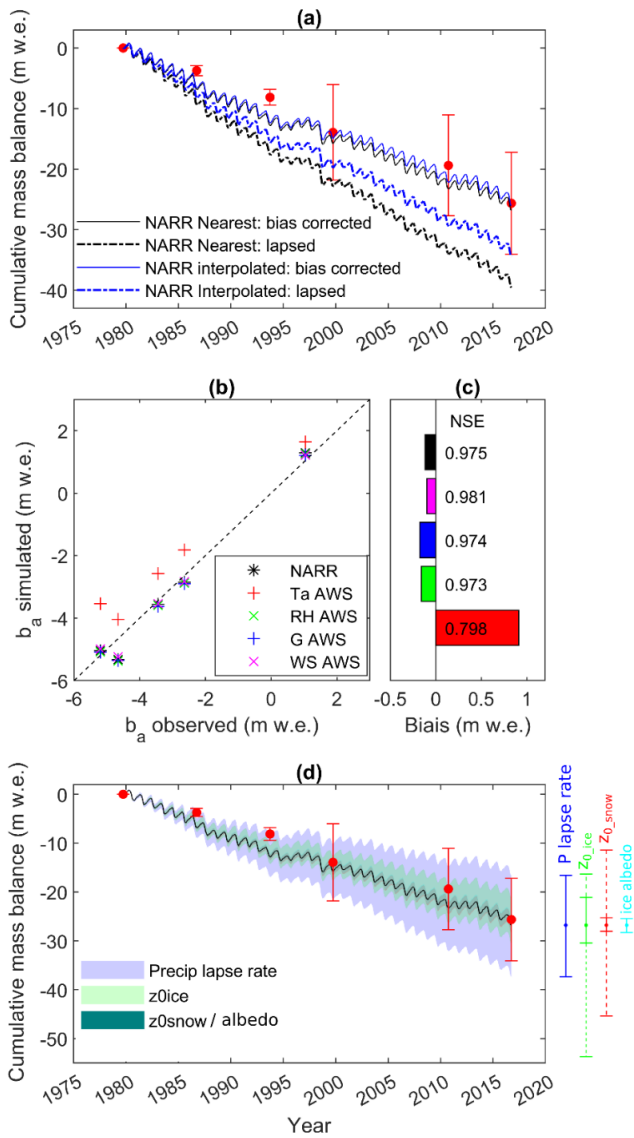 (a)
Cumulative mass balance (m w.e.)
0
-10
-20
-30
-40
NARR Nearest: bias corrected
NARR Nearest: lapsed
NARR interpolated: bias corrected
NARR Interpolated: lapsed
1975 1980 1985 1990 1995 2000 2005 2010 2015 2020
(b)
b_a simulated (m w.e.)
2
0
-2
-4
-6
NARR
Ta AWS
RH AWS
G AWS
WS AWS
-6 -4 -2 0 2
b_a observed (m w.e.)
(c)
NSE
0.975
0.981
0.974
0.973
0.798
-0.5 0 0.5 1
Biais (m w.e.)
(d)
Cumulative mass balance (m w.e.)
0
-10
-20
-30
-40
-50
Precip lapse rate
z0ice
z0snow / albedo
1975 1980 1985 1990 1995 2000 2005 2010 2015 2020
Year
P lapse rate
z0_ice
z0_snow
ice albedo